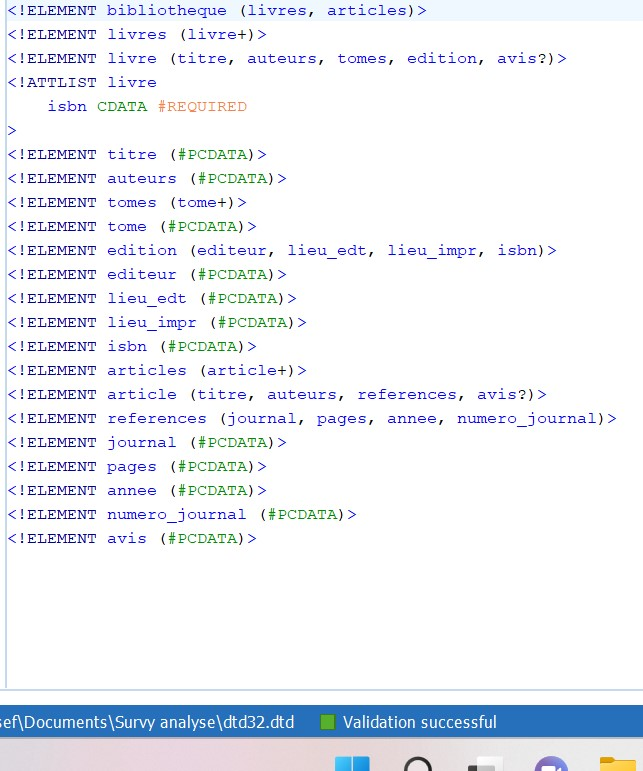 <!ELEMENT bibliotheque (livres, articles)>
<!ELEMENT livres (livre+)>
<!ELEMENT livre (titre, auteurs, tomes, edition, avis?)>
<!ATTLIST livre
    isbn CDATA #REQUIRED
>
<!ELEMENT titre (#PCDATA)>
<!ELEMENT auteurs (#PCDATA)>
<!ELEMENT tomes (tome+)>
<!ELEMENT tome (#PCDATA)>
<!ELEMENT edition (editeur, lieu_edt, lieu_impr, isbn)>
<!ELEMENT editeur (#PCDATA)>
<!ELEMENT lieu_edt (#PCDATA)>
<!ELEMENT lieu_impr (#PCDATA)>
<!ELEMENT isbn (#PCDATA)>
<!ELEMENT articles (article+)>
<!ELEMENT article (titre, auteurs, references, avis?)>
<!ELEMENT references (journal, pages, annee, numero_journal)>
<!ELEMENT journal (#PCDATA)>
<!ELEMENT pages (#PCDATA)>
<!ELEMENT annee (#PCDATA)>
<!ELEMENT numero_journal (#PCDATA)>
<!ELEMENT avis (#PCDATA)>
sef\Documents\Survy analyse\dtd32.dtd Validation successful